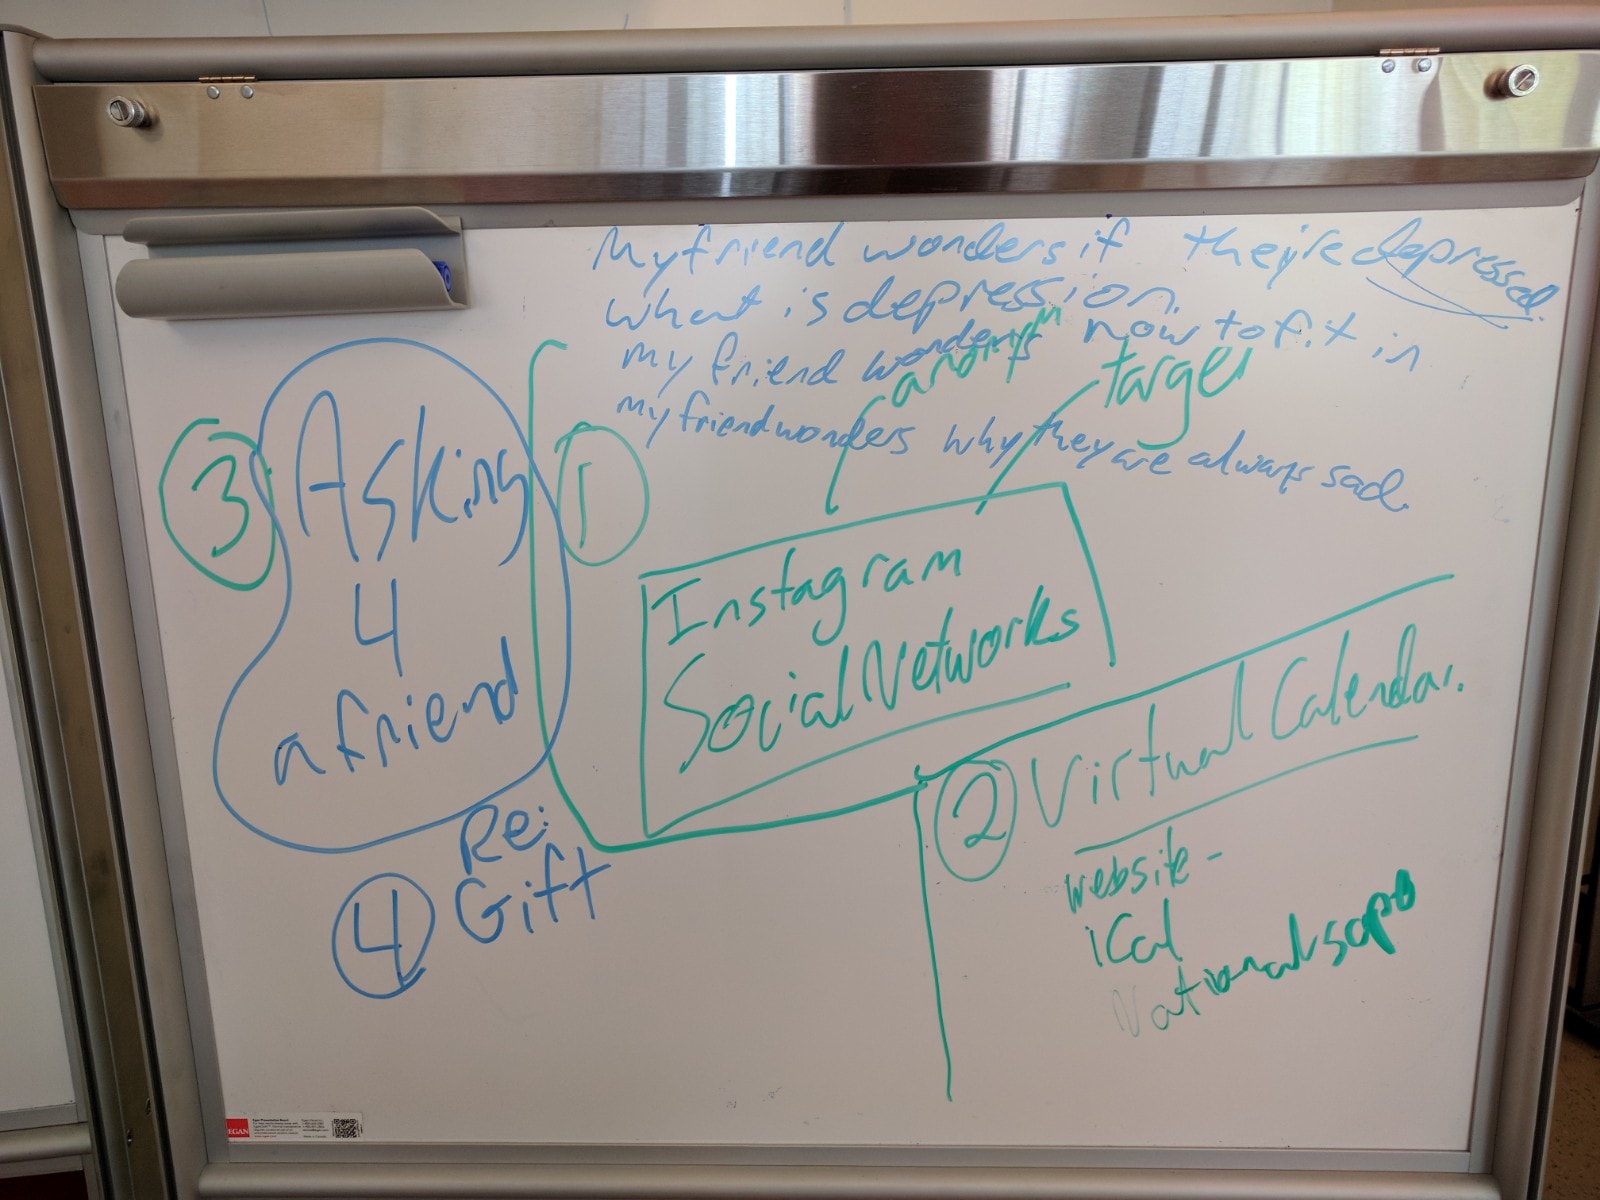 My friend wonders if they're depressed.
what is depression.
my friend wonders how to fit in
my friend wonders why they are always sad.
target
3
Asking
4
a friend
1
Instagram
Social Networks
2 Virtual Calendar.
website -
iCal
National
Re:
4 Gift
EGAN